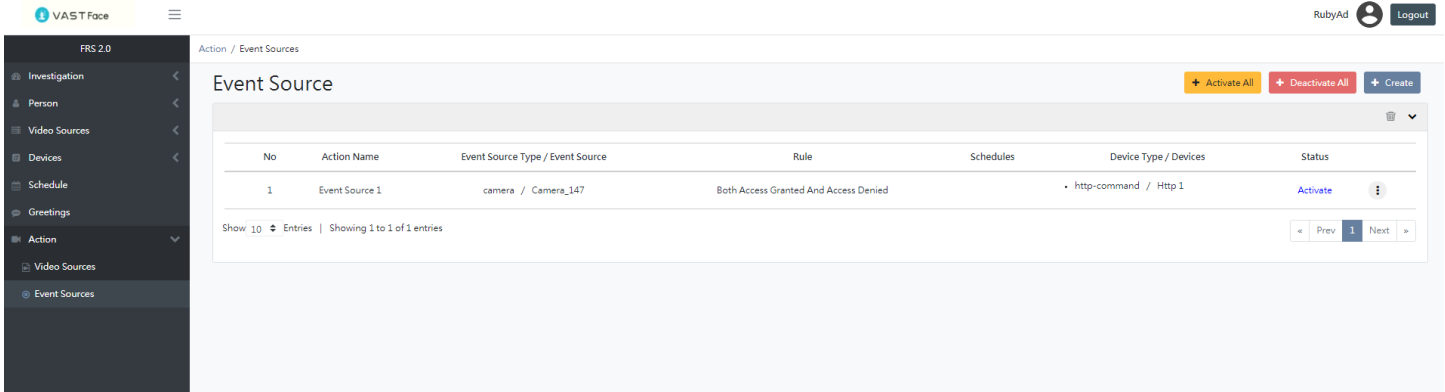 VAST Face
RubyAd
Logout
FRS 2.0
Investigation
Person
Video Sources
Devices
Schedule
Greetings
Action
Video Sources
Event Sources
Action / Event Sources
Event Source
+ Activate All + Deactivate All + Create
No Action Name Event Source Type / Event Source Rule Schedules Device Type / Devices Status
1 Event Source 1 camera / Camera_147 Both Access Granted And Access Denied • http-command / Http 1 Activate
Show 10 Entries | Showing 1 to 1 of 1 entries
« Prev 1 Next »